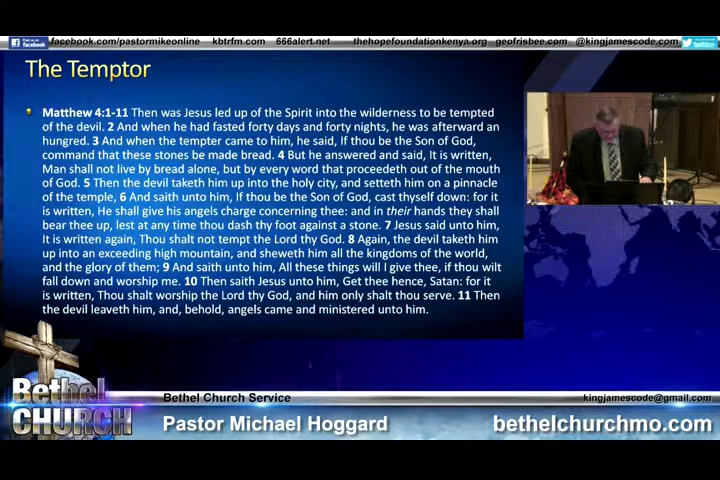 Find us on facebook facebook.com/pastormikeonline kbtrfm.com 666alert.net thehopefoundationkenya.org geofrisbee.com @kingjamescode.com
The Temptor
Matthew 4:1-11 Then was Jesus led up of the Spirit into the wilderness to be tempted
of the devil. 2 And when he had fasted forty days and forty nights, he was afterward an
hungred. 3 And when the tempter came to him, he said, If thou be the Son of God,
command that these stones be made bread. 4 But he answered and said, It is written,
Man shall not live by bread alone, but by every word that proceedeth out of the mouth
of God. 5 Then the devil taketh him up into the holy city, and setteth him on a pinnacle
of the temple, 6 And saith unto him, If thou be the Son of God, cast thyself down: for it
is written, He shall give his angels charge concerning thee: and in their hands they shall
bear thee up, lest at any time thou dash thy foot against a stone. 7 Jesus said unto him,
It is written again, Thou shalt not tempt the Lord thy God. 8 Again, the devil taketh him
up into an exceeding high mountain, and sheweth him all the kingdoms of the world,
and the glory of them; 9 And saith unto him, All these things will I give thee, if thou wilt
fall down and worship me. 10 Then saith Jesus unto him, Get thee hence, Satan: for it
is written, Thou shalt worship the Lord thy God, and him only shalt thou serve. 11 Then
the devil leaveth him, and, behold, angels came and ministered unto him.
Bethel
CHURCH
Bethel Church Service
kingjamescode@gmail.com
Pastor Michael Hoggard
bethelchurchmo.com